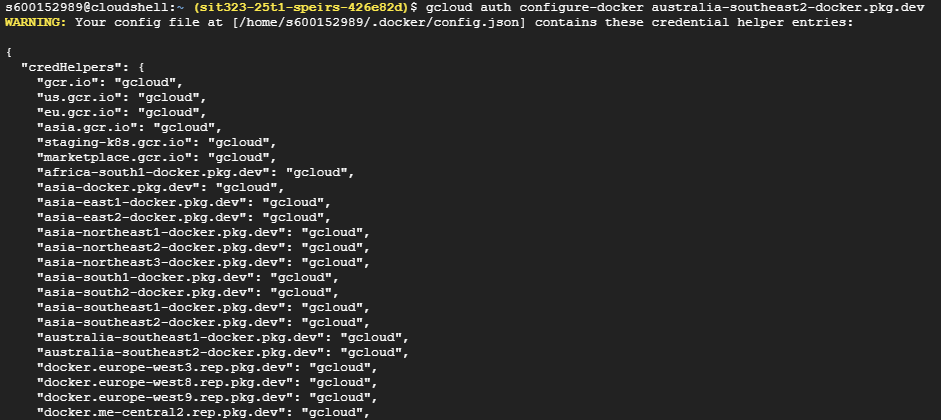 s600152989@cloudshell:~ (sit323-25t1-speirs-426e82d)$ gcloud auth configure-docker australia-southeast2-docker.pkg.dev
WARNING: Your config file at [/home/s600152989/.docker/config.json] contains these credential helper entries:
{
"credHelpers": {
"gcr.io": "gcloud",
"us.gcr.io": "gcloud",
"eu.gcr.io": "gcloud",
"asia.gcr.io": "gcloud",
"staging-k8s.gcr.io": "gcloud",
"marketplace.gcr.io": "gcloud",
"africa-south1-docker.pkg.dev": "gcloud",
"asia-docker.pkg.dev": "gcloud",
"asia-east1-docker.pkg.dev": "gcloud",
"asia-east2-docker.pkg.dev": "gcloud",
"asia-northeast1-docker.pkg.dev": "gcloud",
"asia-northeast2-docker.pkg.dev": "gcloud",
"asia-northeast3-docker.pkg.dev": "gcloud",
"asia-south1-docker.pkg.dev": "gcloud",
"asia-south2-docker.pkg.dev": "gcloud",
"asia-southeast1-docker.pkg.dev": "gcloud",
"asia-southeast2-docker.pkg.dev": "gcloud",
"australia-southeast1-docker.pkg.dev": "gcloud",
"australia-southeast2-docker.pkg.dev": "gcloud",
"docker.europe-west3.rep.pkg.dev": "gcloud",
"docker.europe-west8.rep.pkg.dev": "gcloud",
"docker.europe-west9.rep.pkg.dev": "gcloud",
"docker.me-central2.rep.pkg.dev": "gcloud",